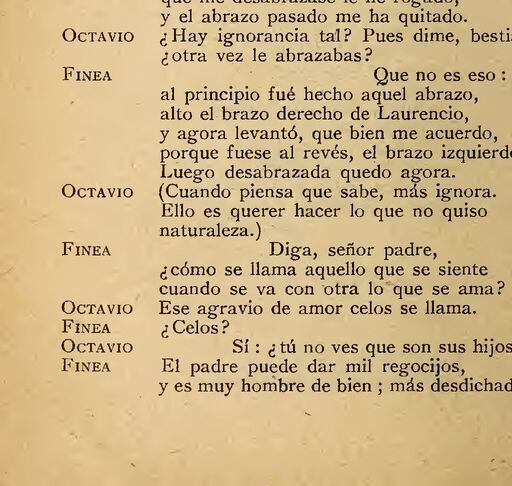 que me desabrazase le he rogado,
y el abrazo pasado me ha quitado.
OCTAVIO ¿Hay ignorancia tal? Pues dime,
¿otra vez le abrazabas?
FINEA Que no es eso :
al principio fué hecho aquel abrazo,
alto el brazo derecho de Laurencio,
y agora levantó, que bien me acuerdo,
porque fuese al revés, el brazo
Luego desabrazada quedo agora.
OCTAVIO (Cuando piensa que sabe, más ignora.
Ello es querer hacer lo que no quiso
naturaleza.)
FINEA Diga, señor padre,
¿cómo se llama aquello que se siente
cuando se va con otra lo que se ama?
OCTAVIO Ese agravio de amor celos se llama.
FINEA ¿Celos?
OCTAVIO Sí : ¿tú no ves que son sus hijos
FINEA El padre puede dar mil regocijos,
y es muy hombre de bien ; más